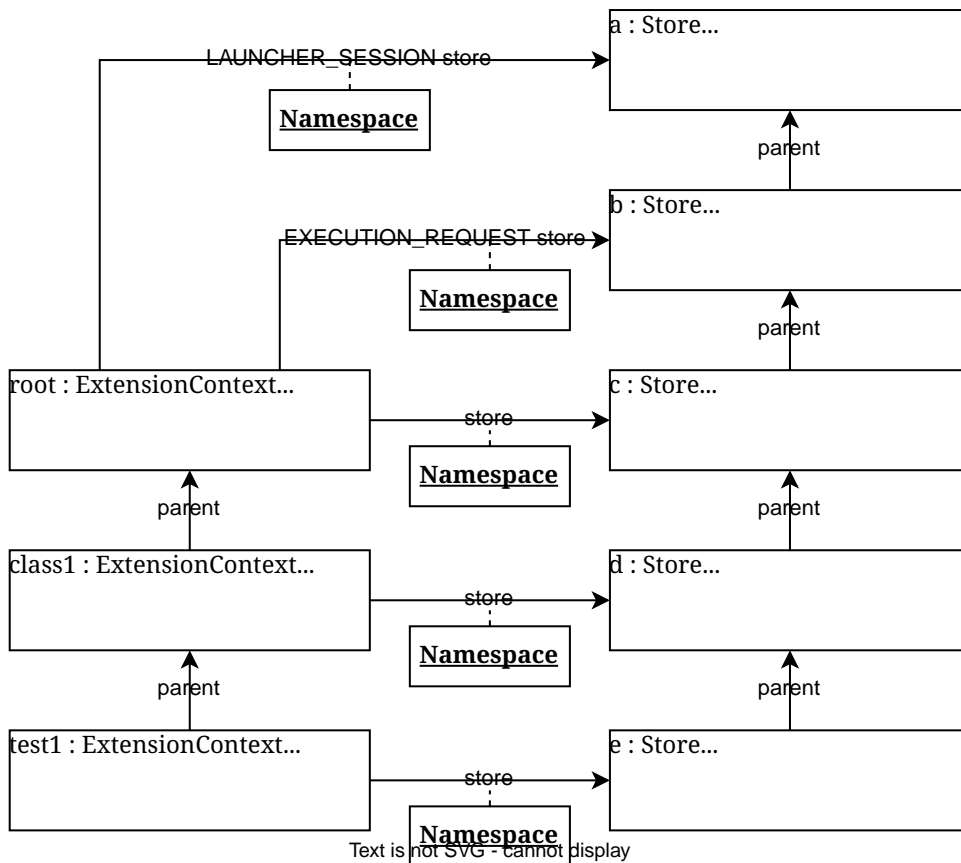 a : Store...
LAUNCHER_SESSION store
Namespace
parent
b : Store...
EXECUTION_REQUEST store
Namespace
parent
root : ExtensionContext...
c : Store...
store
Namespace
parent
parent
class1 : ExtensionContext...
d : Store...
store
Namespace
parent
parent
test1 : ExtensionContext...
e : Store...
store
Namespace
Text is not SVG - cannot display